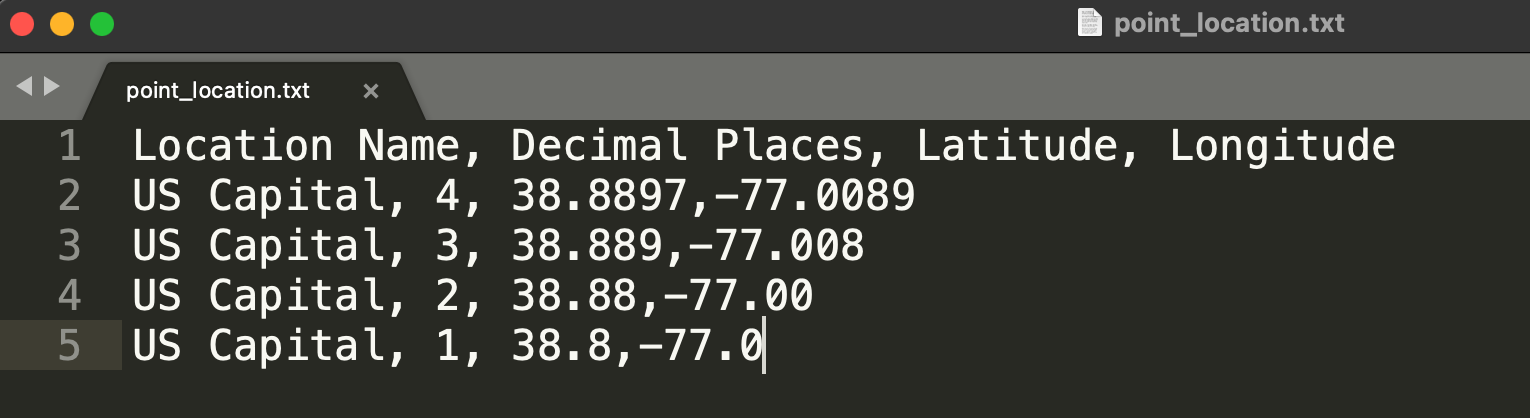 point_location.txt
point_location.txt ×
1 Location Name, Decimal Places, Latitude, Longitude
2 US Capital, 4, 38.8897,-77.0089
3 US Capital, 3, 38.889,-77.008
4 US Capital, 2, 38.88,-77.00
5 US Capital, 1, 38.8,-77.0